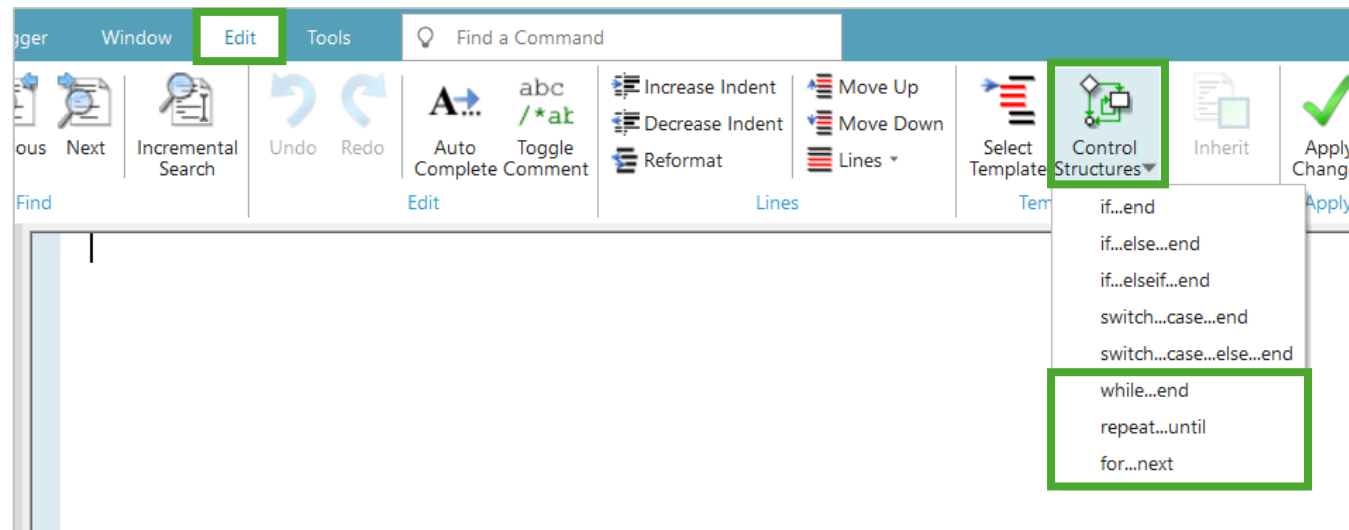 gger Window Edit Tools Find a Command
abc
/*ab
A...
Increase Indent Move Up
Decrease Indent Move Down
Reformat Lines
ous Next Incremental Search Undo Redo Auto Complete Toggle Comment Select Template Control Structures Inherit Apply Chang
Find Edit Lines Tem Apply
if...end
if...else...end
if...elseif...end
switch...case...end
switch...case...else...end
while...end
repeat...until
for...next